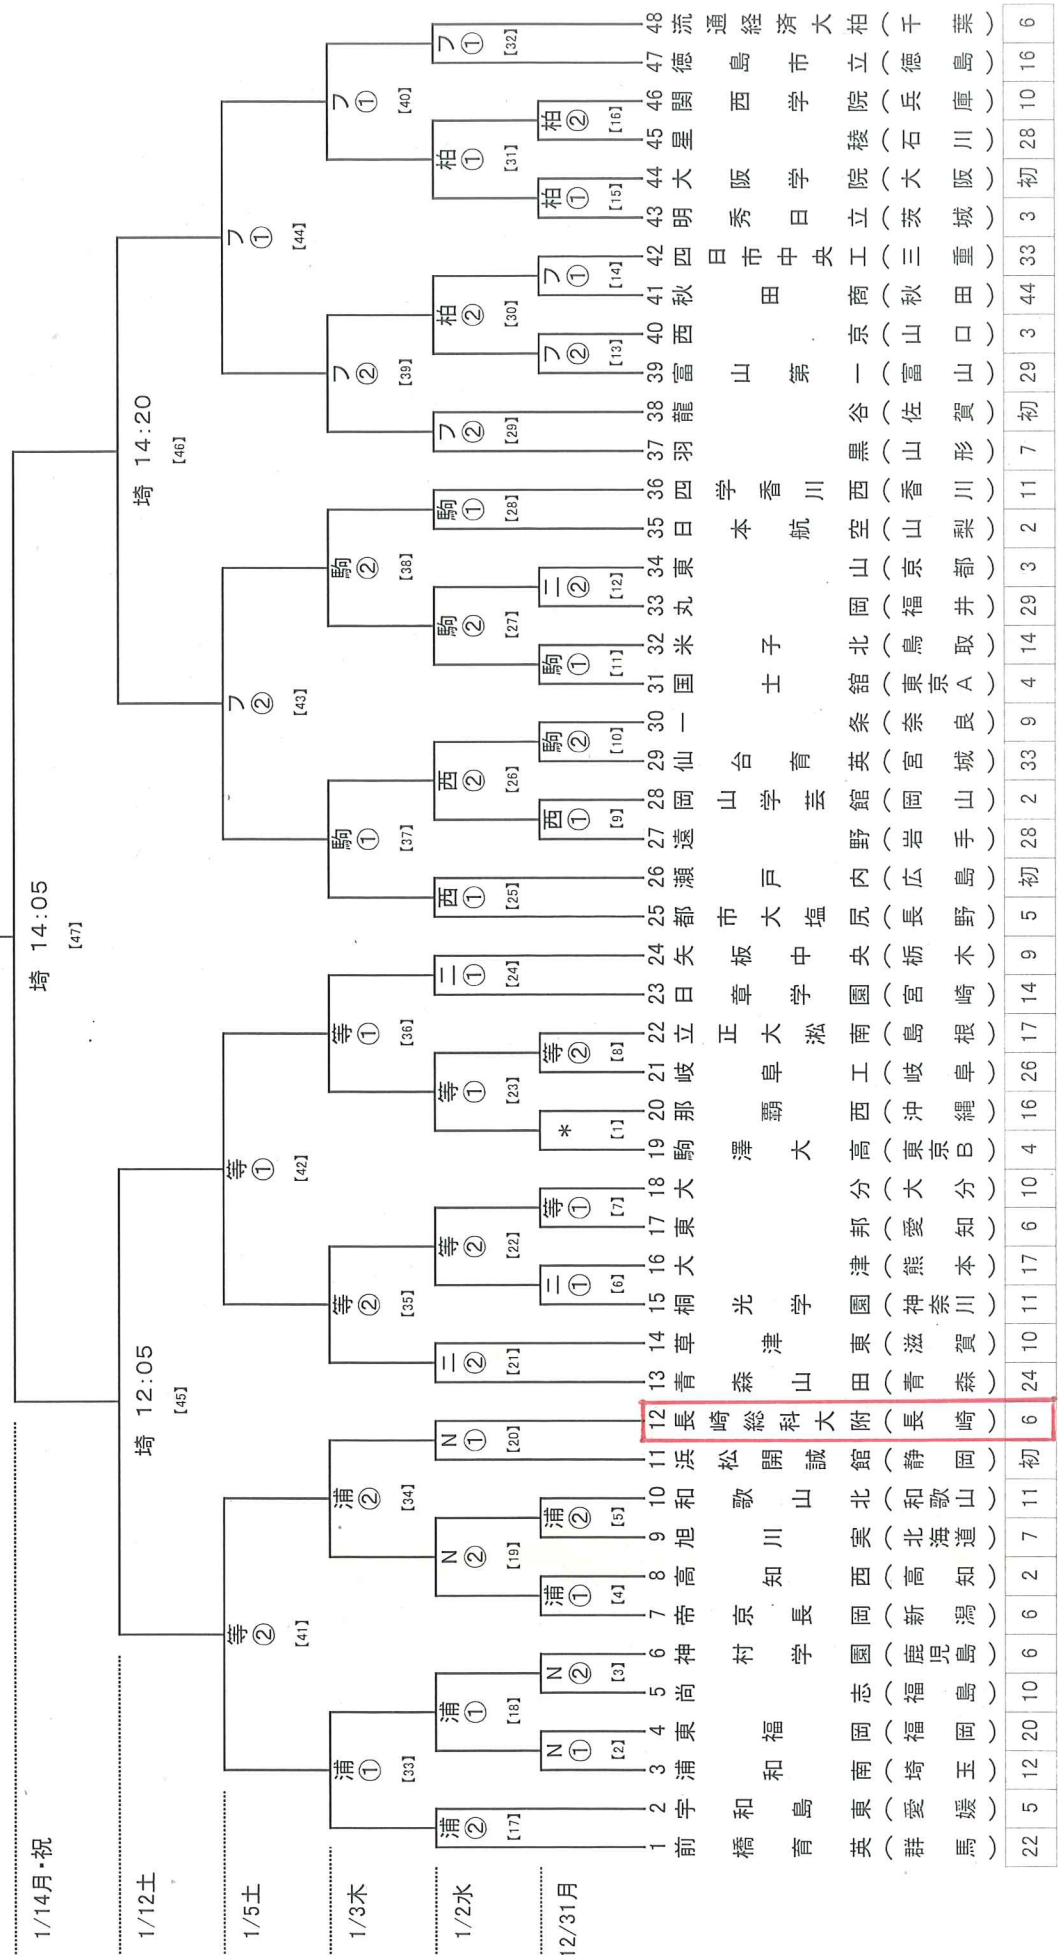 1/14月・祝
1/12土
1/5土
1/3木
1/2水
12/31月
埼 14:05
[47]
埼 12:05
[45]
埼 14:20
[46]
等② [41]
等① [42]
フ② [43]
フ① [44]
浦① [33]
浦② [34]
等② [35]
等① [36]
駒① [37]
駒② [38]
フ② [39]
フ① [40]
浦② [17]
浦① [18]
N② [19]
N① [20]
ニ② [21]
等② [22]
等① [23]
ニ① [24]
西① [25]
西② [26]
駒② [27]
駒① [28]
フ② [29]
柏② [30]
柏① [31]
フ① [32]
N① [2]
N② [3]
浦① [4]
浦② [5]
ニ① [6]
等① [7]
* [1]
等② [8]
西① [9]
駒② [10]
駒① [11]
ニ② [12]
フ② [13]
フ① [14]
柏① [15]
柏② [16]
1 前橋育英(群馬) 22
2 宇和島東(愛媛) 5
3 浦和南(埼玉) 12
4 東福岡(福岡) 20
5 尚志(福島) 10
6 神村学園(鹿児島) 6
7 帝京長岡(新潟) 6
8 高知西(高知) 2
9 旭川実(北海道) 7
10 和歌山北(和歌山) 11
11 浜松開誠館(静岡) 初
12 長崎総科大附(長崎) 6
13 青森山田(青森) 24
14 草津東(滋賀) 10
15 桐光学園(神奈川) 11
16 大津(熊本) 17
17 東邦(愛知) 6
18 大分(大分) 10
19 駒澤大高(東京B) 4
20 那覇西(沖縄) 16
21 岐阜工(岐阜) 26
22 立正大淞南(島根) 17
23 日章学園(宮崎) 14
24 矢板中央(栃木) 9
25 都市大塩尻(長野) 5
26 瀬戸内(広島) 初
27 遠野(岩手) 28
28 岡山学芸館(岡山) 2
29 仙台育英(宮城) 33
30 一条(奈良) 9
31 国士舘(東京A) 4
32 米子北(鳥取) 14
33 丸岡(福井) 29
34 東山(京都) 3
35 日本航空(山梨) 2
36 四学香川西(香川) 11
37 羽黒(山形) 7
38 龍谷(佐賀) 初
39 富山第一(富山) 29
40 西京(山口) 3
41 秋田商(秋田) 44
42 四日市中央工(三重) 33
43 明秀日立(茨城) 3
44 大阪学院(大阪) 初
45 星稜(石川) 28
46 関西学院(兵庫) 10
47 徳島市立(徳島) 16
48 流通経済大柏(千葉) 6